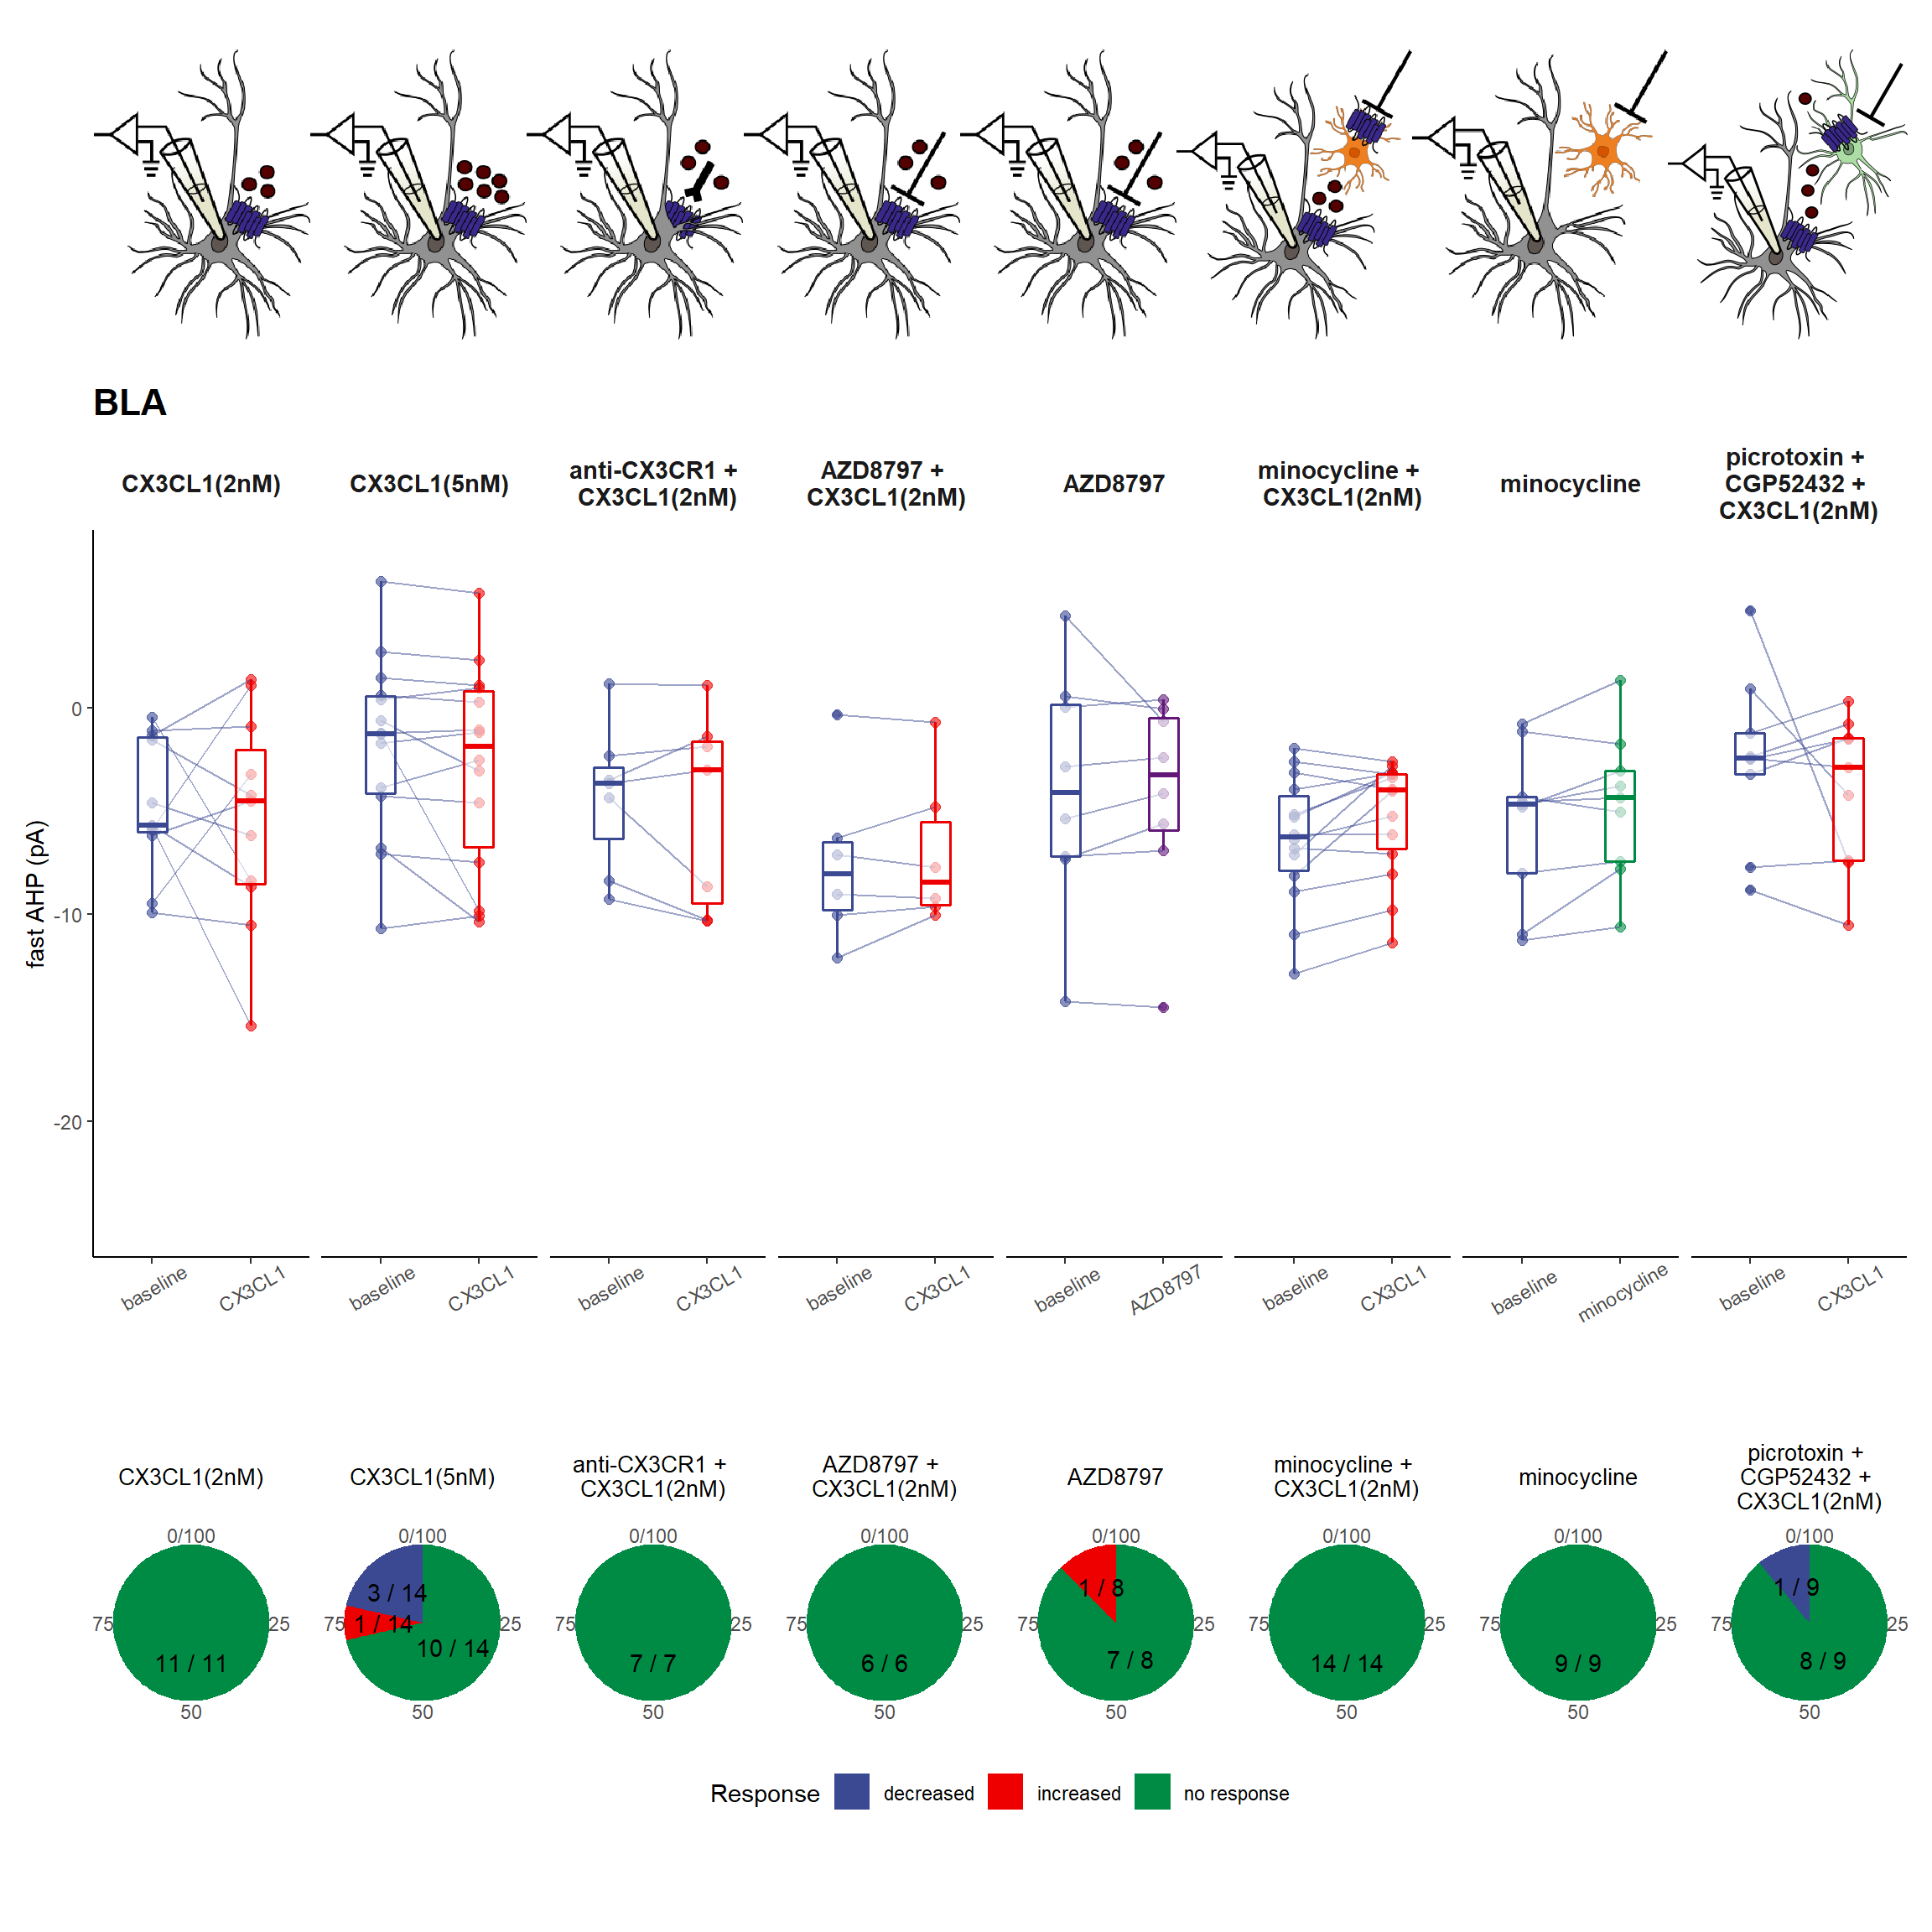 BLA
CX3CL1(2nM)
CX3CL1(5nM)
anti-CX3CR1 +
CX3CL1(2nM)
AZD8797 +
CX3CL1(2nM)
AZD8797
minocycline +
CX3CL1(2nM)
minocycline
picrotoxin +
CGP52432 +
CX3CL1(2nM)
fast AHP (pA)
0
-10
-20
baseline
CX3CL1
baseline
CX3CL1
baseline
CX3CL1
baseline
CX3CL1
baseline
AZD8797
baseline
CX3CL1
baseline
minocycline
baseline
CX3CL1
CX3CL1(2nM)
0/100
75
25
11 / 11
50
CX3CL1(5nM)
0/100
3 / 14
75
1 / 14
25
10 / 14
50
anti-CX3CR1 +
CX3CL1(2nM)
0/100
75
25
7 / 7
50
AZD8797 +
CX3CL1(2nM)
0/100
75
25
6 / 6
50
AZD8797
0/100
1 / 8
75
25
7 / 8
50
minocycline +
CX3CL1(2nM)
0/100
75
25
14 / 14
50
minocycline
0/100
75
25
9 / 9
50
picrotoxin +
CGP52432 +
CX3CL1(2nM)
0/100
1 / 9
75
25
8 / 9
50
Response decreased increased no response